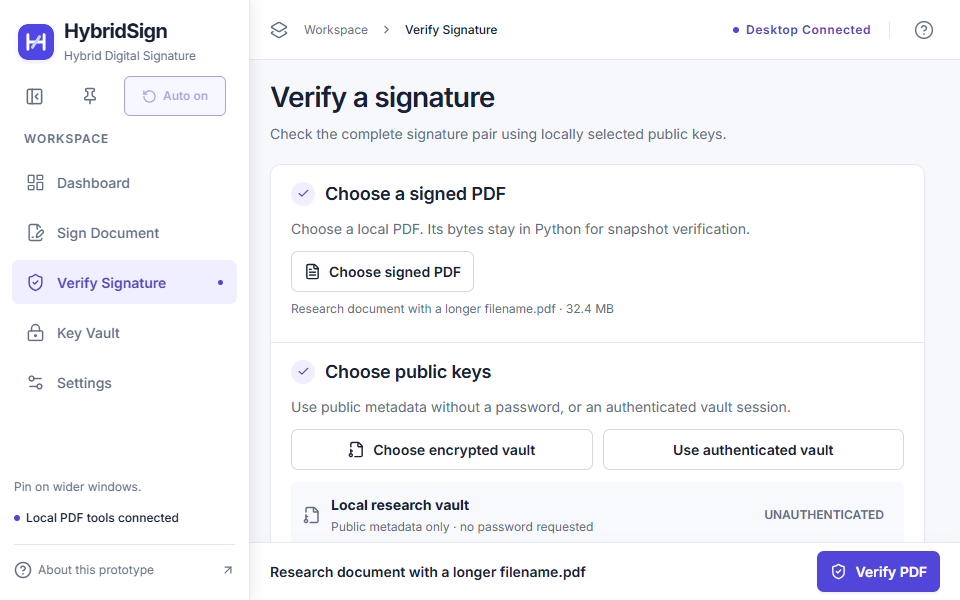 HybridSign
Hybrid Digital Signature
Auto on
WORKSPACE
Dashboard
Sign Document
Verify Signature
Key Vault
Settings
Pin on wider windows.
Local PDF tools connected
About this prototype
Workspace
Verify Signature
Desktop Connected
Verify a signature
Check the complete signature pair using locally selected public keys.
Choose a signed PDF
Choose a local PDF. Its bytes stay in Python for snapshot verification.
Choose signed PDF
Research document with a longer filename.pdf · 32.4 MB
Choose public keys
Use public metadata without a password, or an authenticated vault session.
Choose encrypted vault
Use authenticated vault
Local research vault
Public metadata only · no password requested
UNAUTHENTICATED
Research document with a longer filename.pdf
Verify PDF